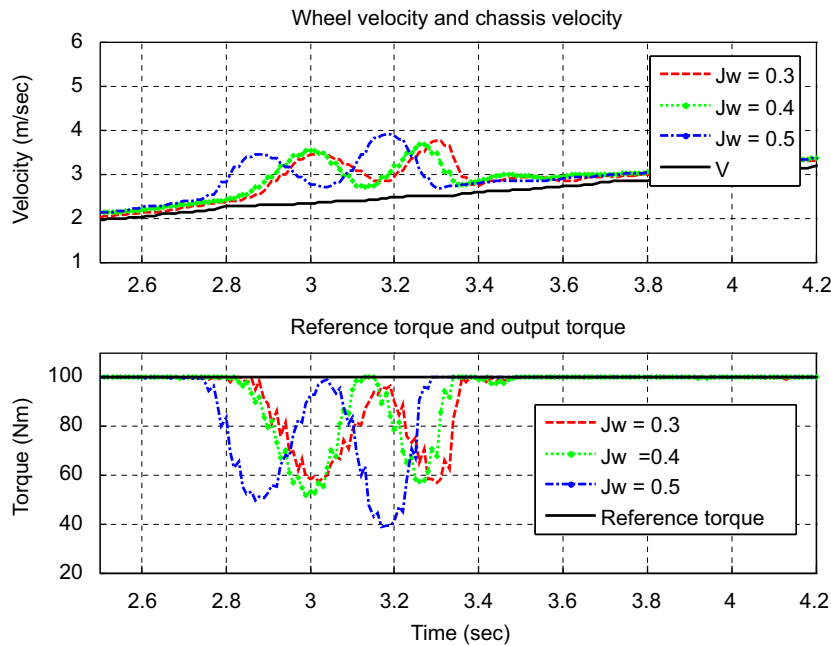 Wheel velocity and chassis velocity
6
5
4
3
2
1
Velocity (m/sec)
Jw = 0.3
Jw = 0.4
Jw = 0.5
V
2.6 2.8 3 3.2 3.4 3.6 3.8 4 4.2
Reference torque and output torque
100
80
60
40
20
Torque (Nm)
Jw = 0.3
Jw =0.4
Jw = 0.5
Reference torque
2.6 2.8 3 3.2 3.4 3.6 3.8 4 4.2
Time (sec)